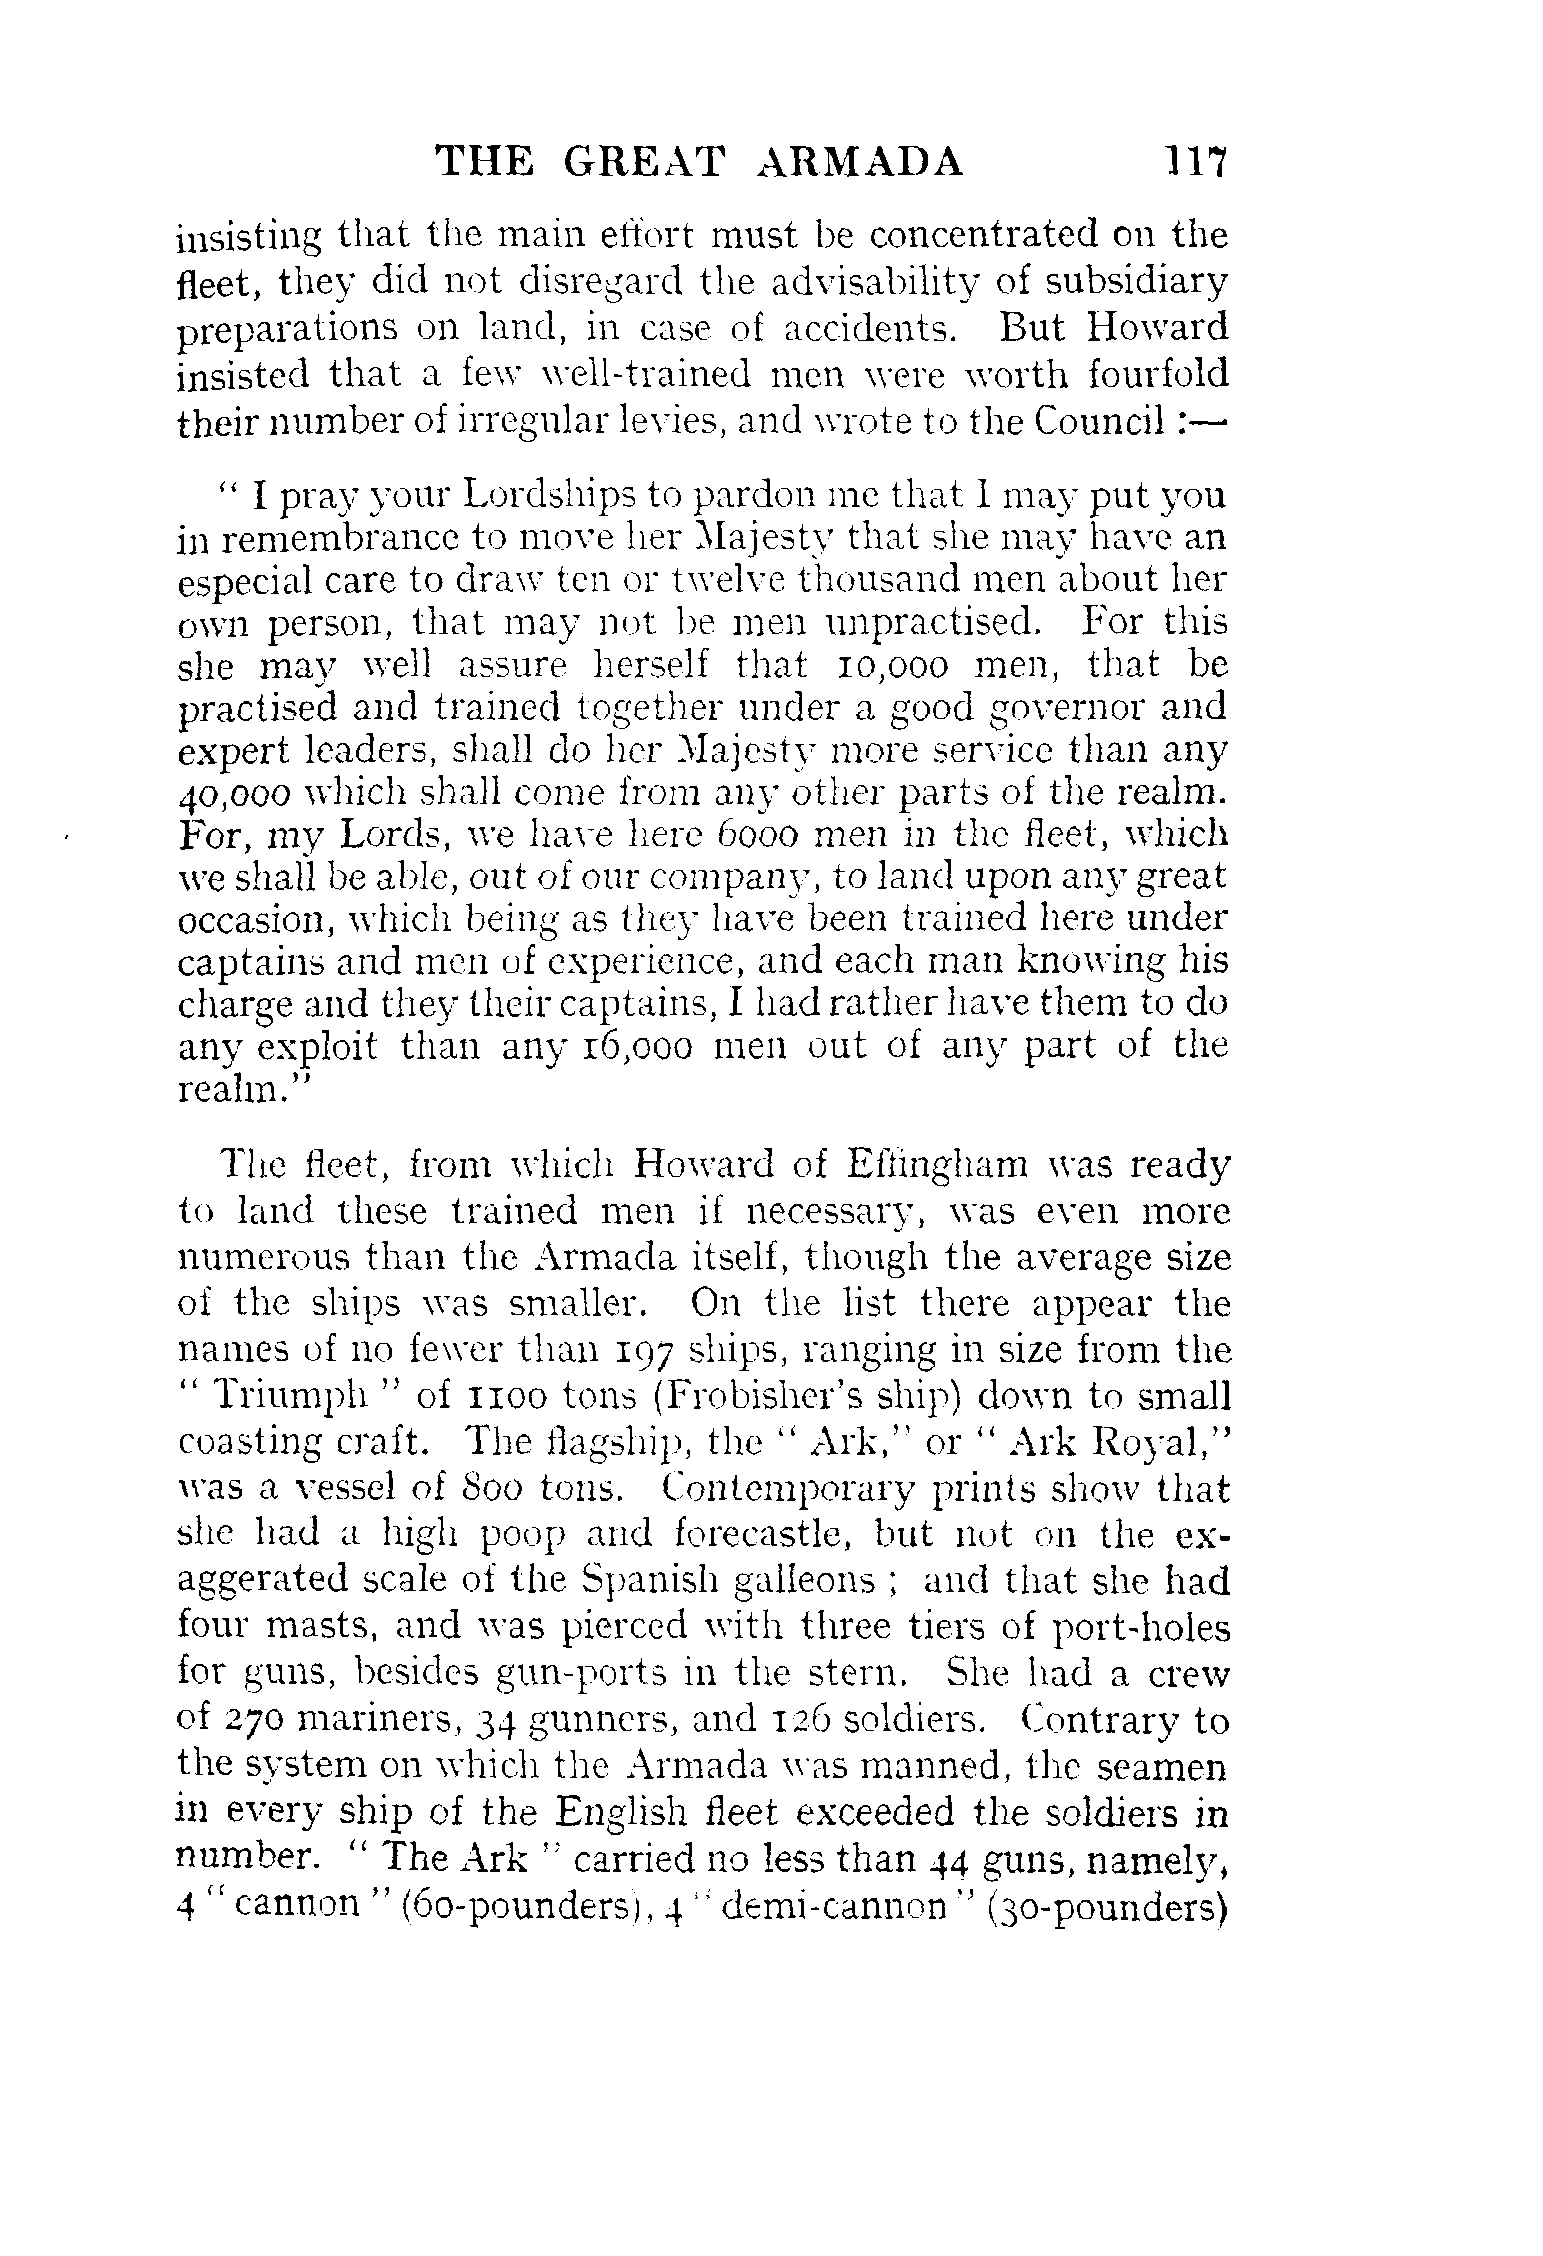 THE GREAT ARMADA 117
insisting that the main effort must be concentrated on the
fleet, they did not disregard the advisability of subsidiary
preparations on land, in case of accidents. But Howard
insisted that a few well-trained men were worth fourfold
their number of irregular levies, and wrote to the Council :—
“ I pray your Lordships to pardon me that I may put you
in remembrance to move her Majesty that she may have an
especial care to draw ten or twelve thousand men about her
own person, that may not be men unpractised. For this
she may well assure herself that 10,000 men, that be
practised and trained together under a good governor and
expert leaders, shall do her Majesty more service than any
40,000 which shall come from any other parts of the realm.
For, my Lords, we have here 6000 men in the fleet, which
we shall be able, out of our company, to land upon any great
occasion, which being as they have been trained here under
captains and men of experience, and each man knowing his
charge and they their captains, I had rather have them to do
any exploit than any 16,000 men out of any part of the
realm.”
The fleet, from which Howard of Effingham was ready
to land these trained men if necessary, was even more
numerous than the Armada itself, though the average size
of the ships was smaller. On the list there appear the
names of no fewer than 197 ships, ranging in size from the
“ Triumph ” of 1100 tons (Frobisher’s ship) down to small
coasting craft. The flagship, the “ Ark,” or “ Ark Royal,”
was a vessel of 800 tons. Contemporary prints show that
she had a high poop and forecastle, but not on the ex-
aggerated scale of the Spanish galleons ; and that she had
four masts, and was pierced with three tiers of port-holes
for guns, besides gun-ports in the stern. She had a crew
of 270 mariners, 34 gunners, and 126 soldiers. Contrary to
the system on which the Armada was manned, the seamen
in every ship of the English fleet exceeded the soldiers in
number. “ The Ark ” carried no less than 44 guns, namely,
4 “ cannon ” (60-pounders), 4 “ demi-cannon ” (30-pounders)